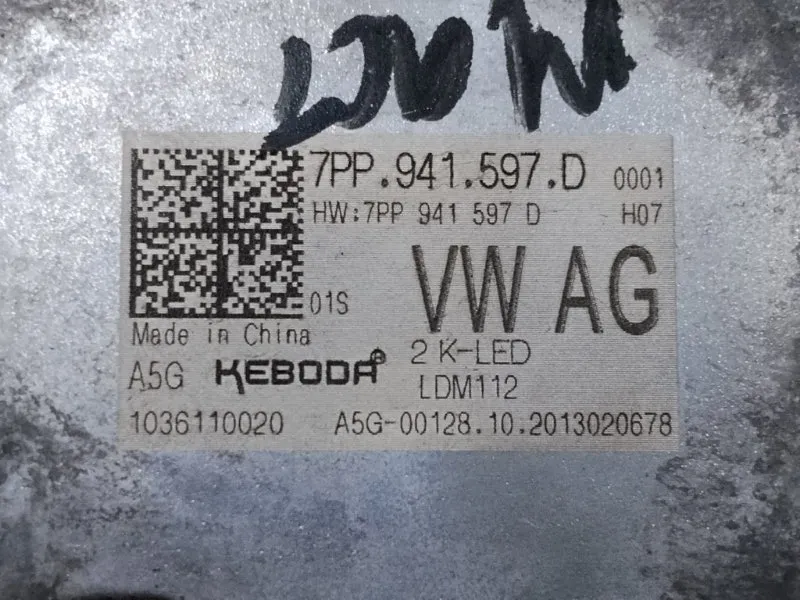 7PP.941.597.D 0001
HW:7PP 941 597 D H07
VW AG
01S
Made in China
2 K-LED
A5G KEBODA®
LDM112
1036110020 A5G-00128.10.2013020678